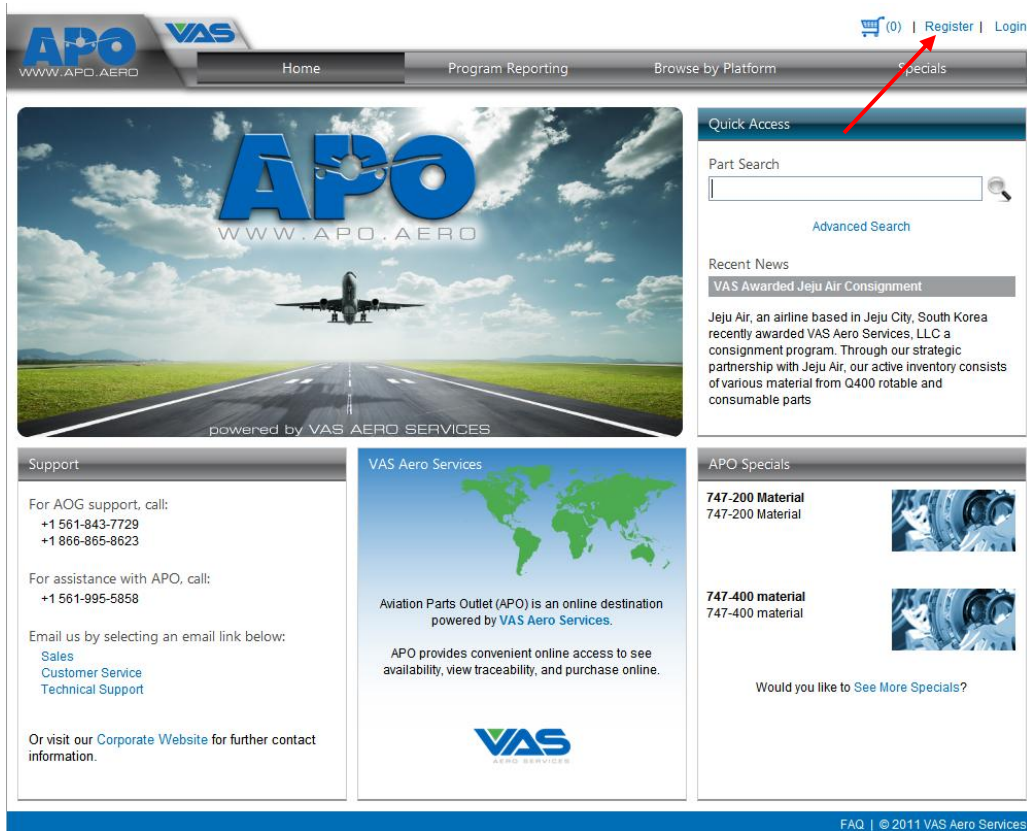 APO
WWW.APO.AERO
VAS
(0) | Register | Login
Home Program Reporting Browse by Platform Specials
APO
WWW.APO.AERO
powered by VAS AERO SERVICES
Quick Access
Part Search
Advanced Search
Recent News
VAS Awarded Jeju Air Consignment
Jeju Air, an airline based in Jeju City, South Korea
recently awarded VAS Aero Services, LLC a
consignment program. Through our strategic
partnership with Jeju Air, our active inventory consists
of various material from Q400 rotable and
consumable parts
Support
For AOG support, call:
+1 561-843-7729
+1 866-865-8623
For assistance with APO, call:
+1 561-995-5858
Email us by selecting an email link below:
Sales
Customer Service
Technical Support
Or visit our Corporate Website for further contact
information.
VAS Aero Services
Aviation Parts Outlet (APO) is an online destination
powered by VAS Aero Services.
APO provides convenient online access to see
availability, view traceability, and purchase online.
VAS
AERO SERVICES
APO Specials
747-200 Material
747-200 Material
747-400 material
747-400 material
Would you like to See More Specials?
FAQ | © 2011 VAS Aero Services